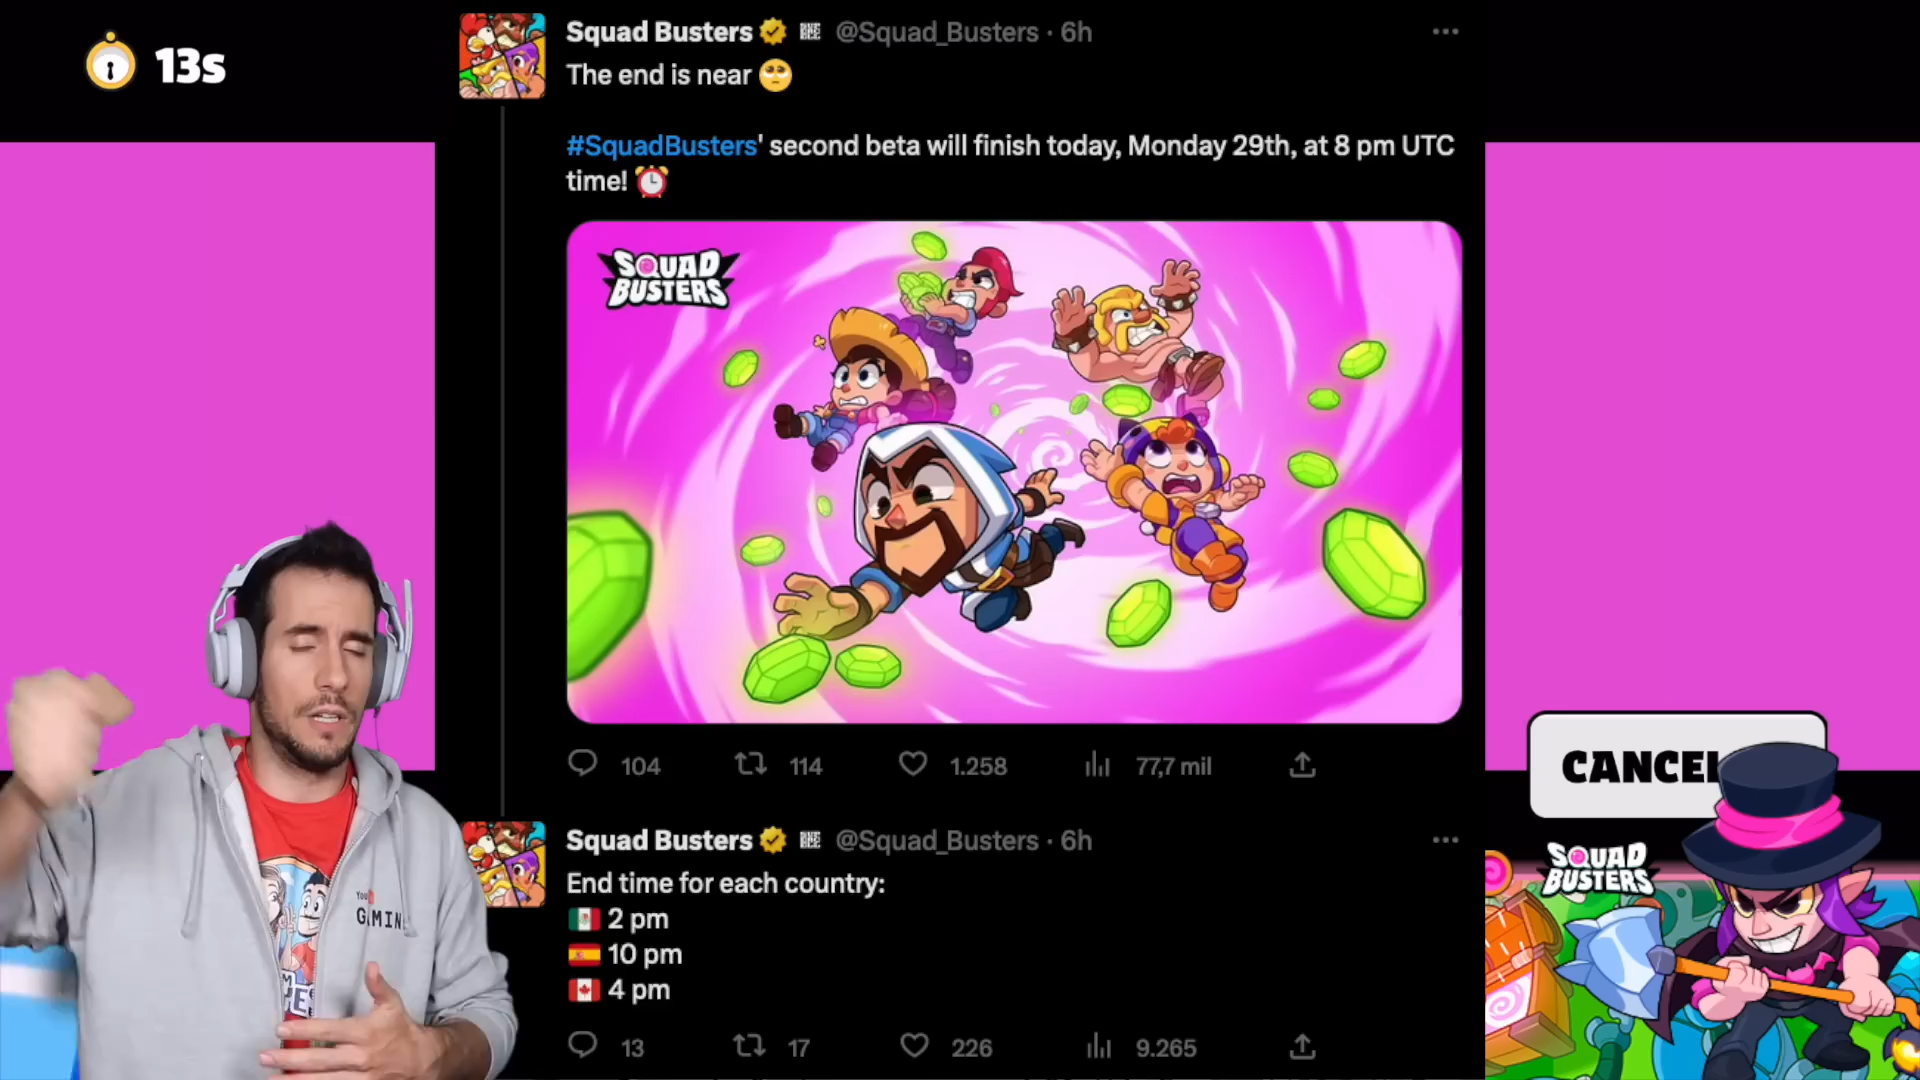 13s
Squad Busters @Squad_Busters · 6h
The end is near
#SquadBusters' second beta will finish today, Monday 29th, at 8 pm UTC
time!
SQUAD
BUSTERS
104 114 1.258 77,7 mil
CANCEL
Squad Busters @Squad_Busters · 6h
End time for each country:
2 pm
10 pm
4 pm
13 17 226 9.265
SQUAD
BUSTERS